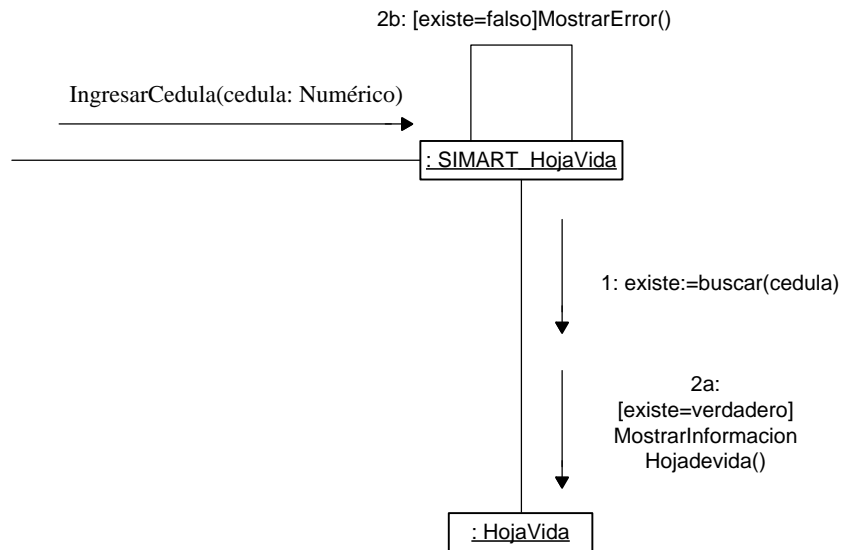 2b: [existe=falso]MostrarError()
IngresarCedula(cedula: Numérico)
: SIMART_HojaVida
1: existe:=buscar(cedula)
2a:
[existe=verdadero]
MostrarInformacion
Hojadevida()
: HojaVida